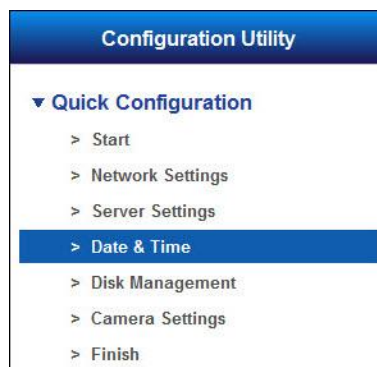 Configuration Utility
▼ Quick Configuration
> Start
> Network Settings
> Server Settings
> Date & Time
> Disk Management
> Camera Settings
> Finish